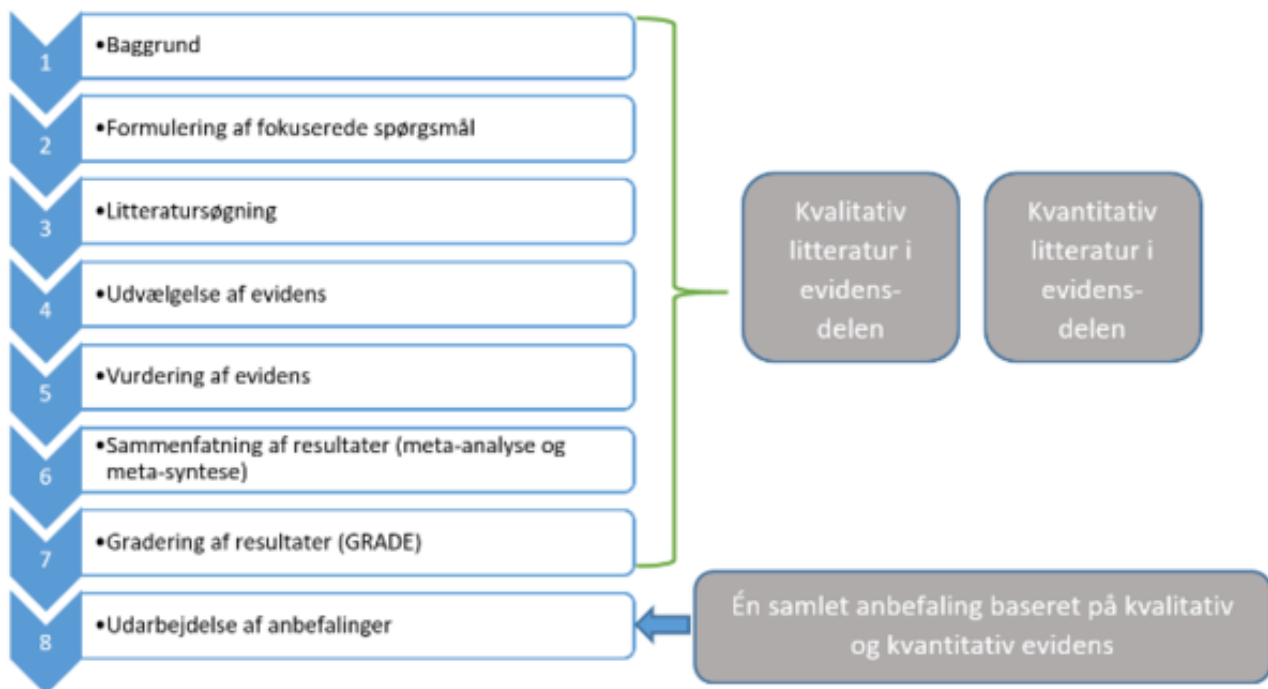 1
•Baggrund
2
•Formulering af fokuserede spørgsmål
3
•Litteratursøgning
4
•Udvælgelse af evidens
5
•Vurdering af evidens
6
•Sammenfatning af resultater (meta-analyse og
meta-syntese)
7
•Gradering af resultater (GRADE)
8
•Udarbejdelse af anbefalinger
Kvalitativ
litteratur i
evidens-
delen
Kvantitativ
litteratur i
evidens-
delen
Én samlet anbefaling baseret på kvalitativ
og kvantitativ evidens